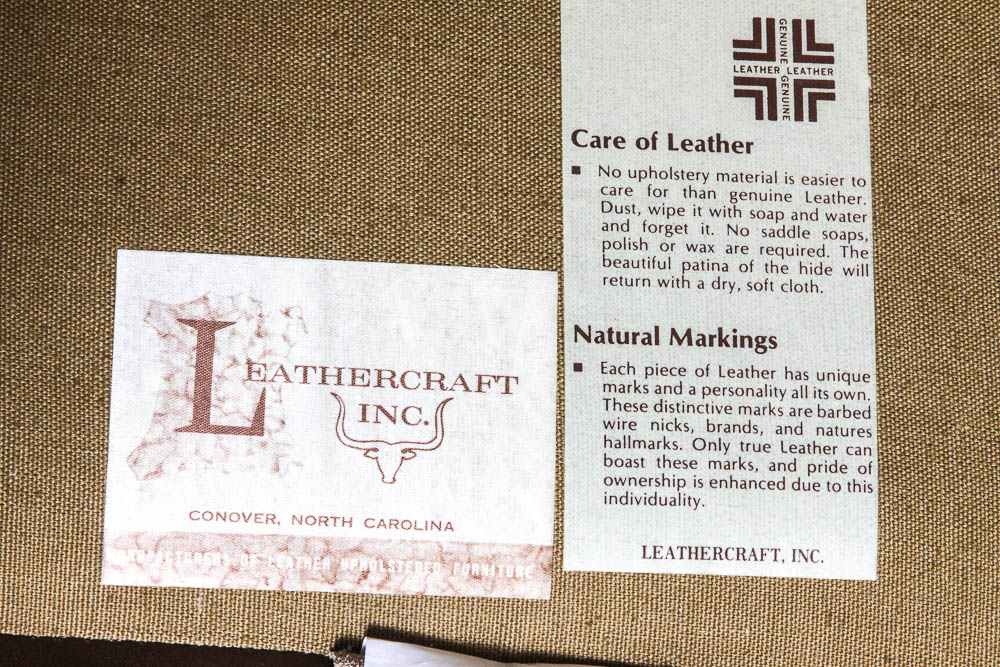 LEATHERCRAFT
INC.
CONOVER, NORTH CAROLINA
MANUFACTURERS OF LEATHER UPHOLSTERED FURNITURE
GENUINE
LEATHER LEATHER
GENUINE
Care of Leather
■ No upholstery material is easier to
care for than genuine Leather.
Dust, wipe it with soap and water
and forget it. No saddle soaps,
polish or wax are required. The
beautiful patina of the hide will
return with a dry, soft cloth.
Natural Markings
■ Each piece of Leather has unique
marks and a personality all its own.
These distinctive marks are barbed
wire nicks, brands, and natures
hallmarks. Only true Leather can
boast these marks, and pride of
ownership is enhanced due to this
individuality.
LEATHERCRAFT, INC.